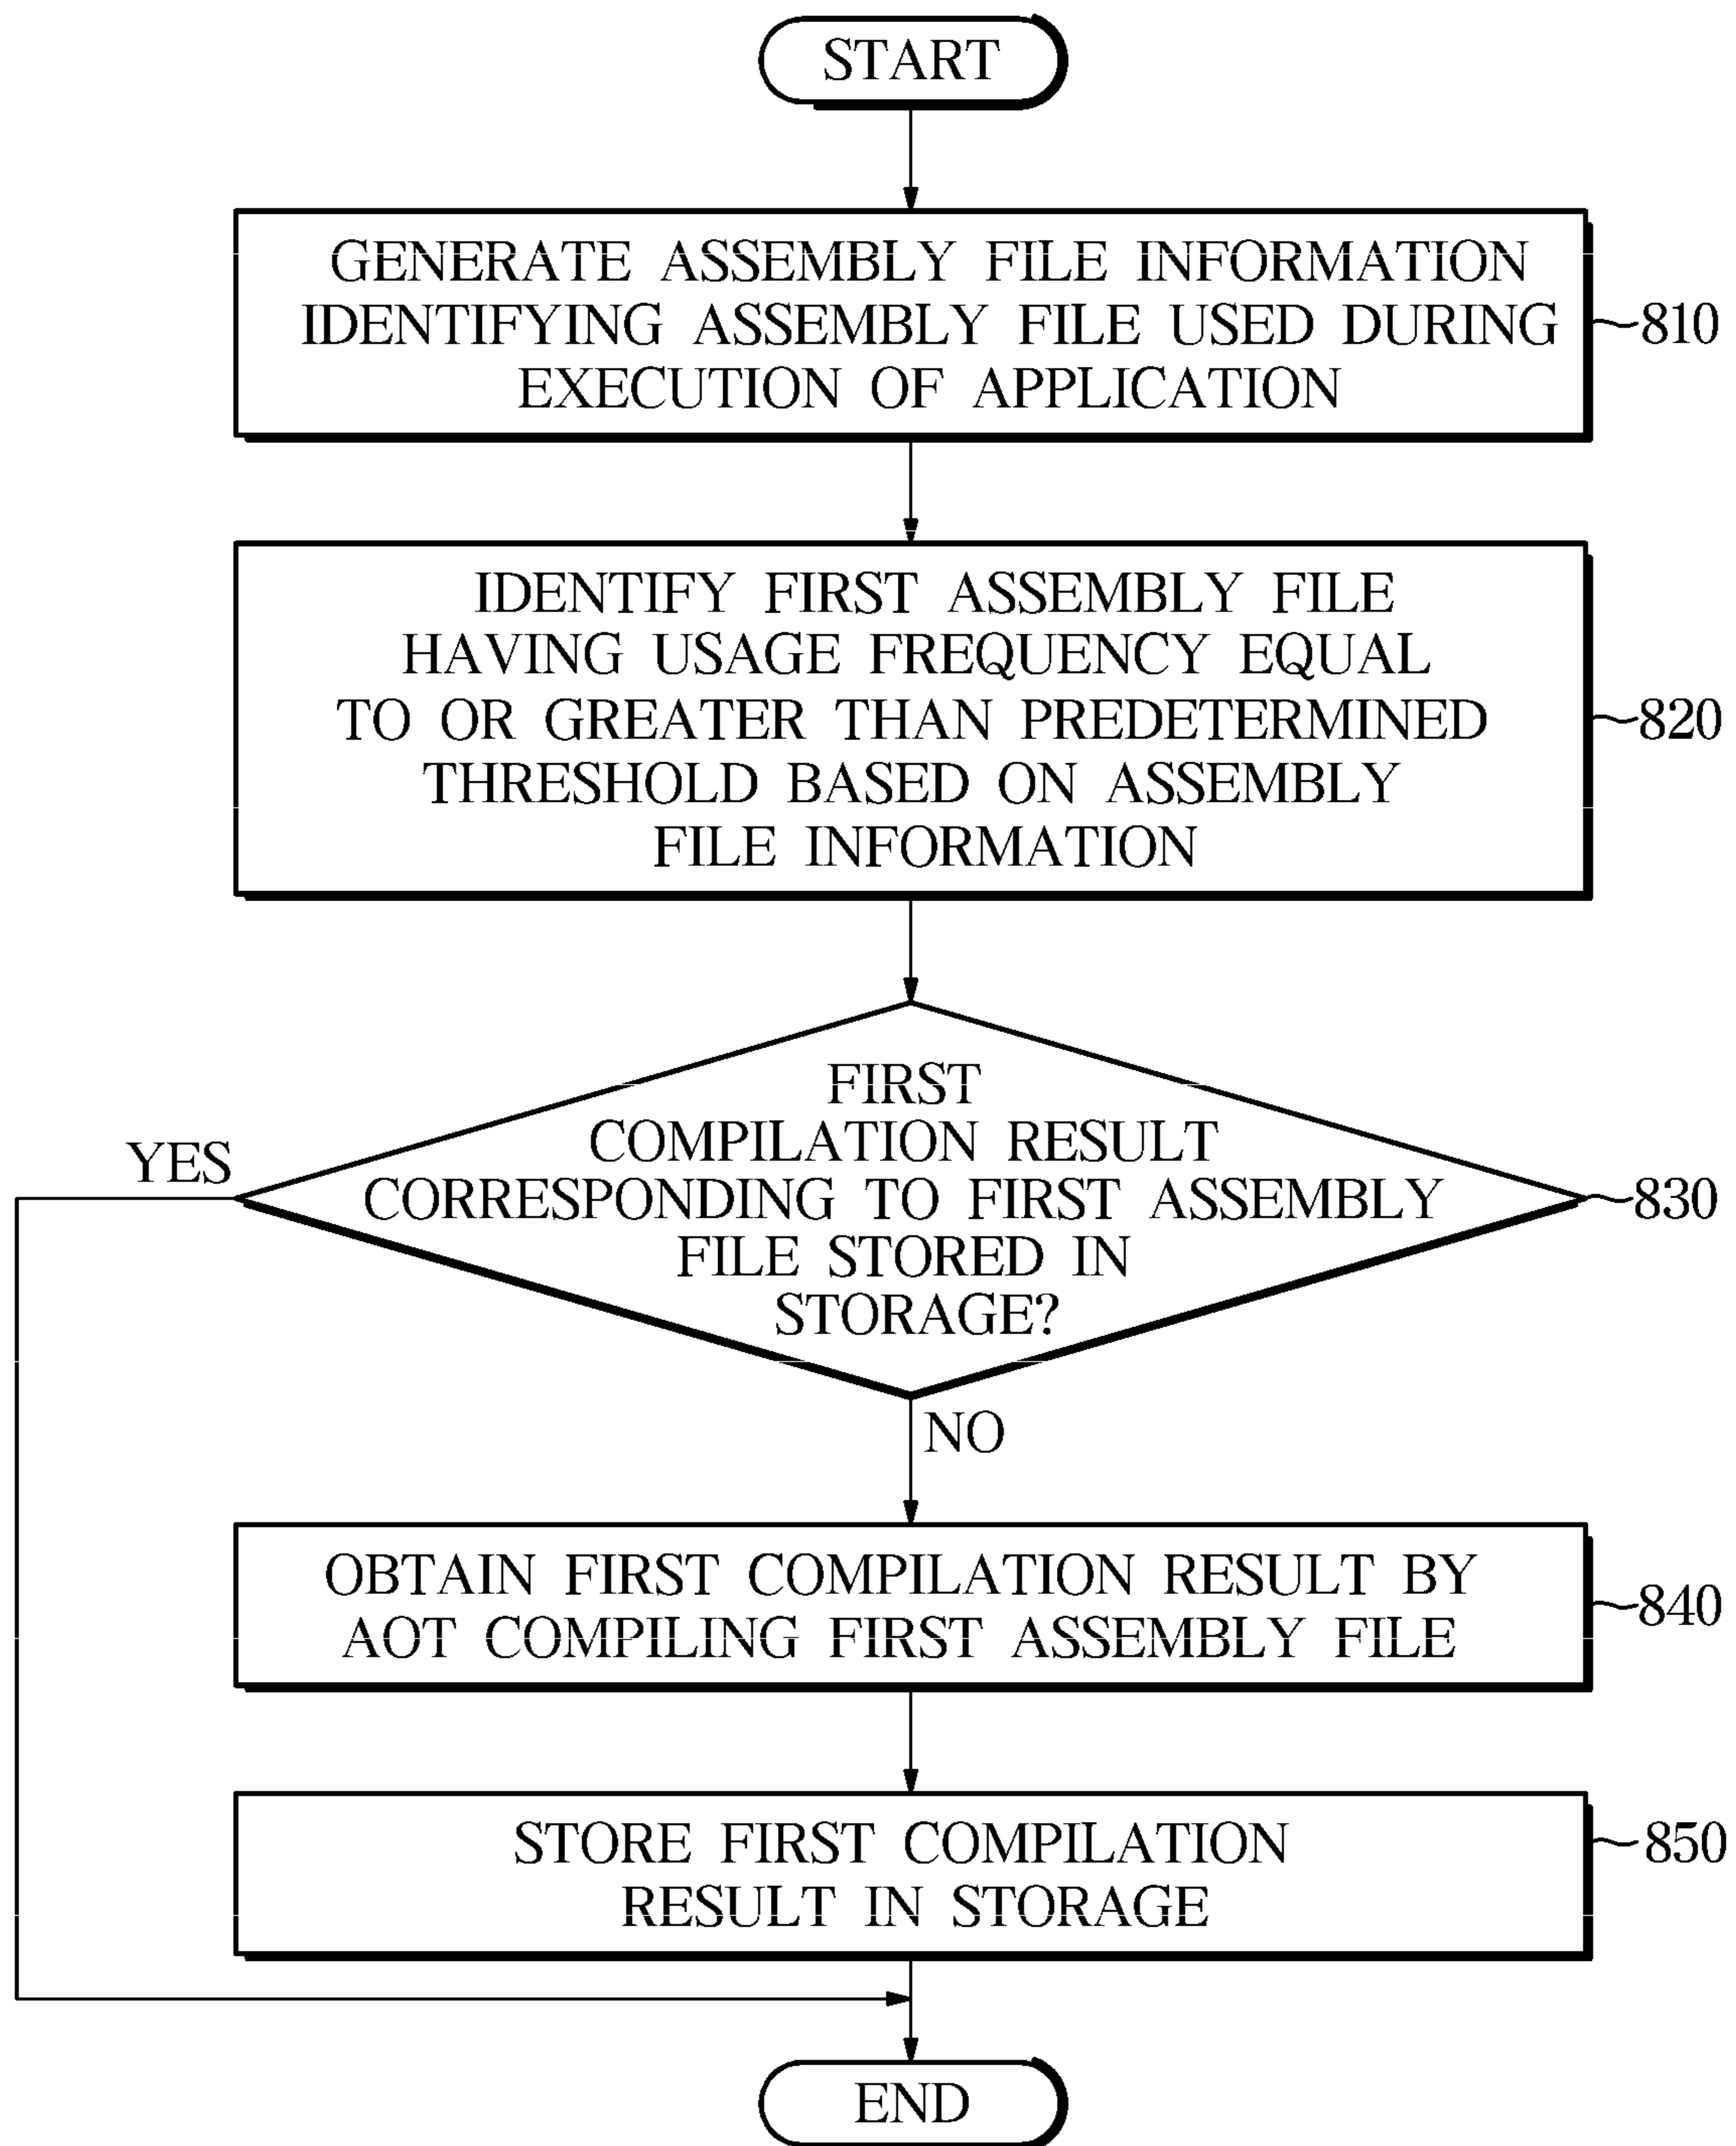 START
GENERATE ASSEMBLY FILE INFORMATION
IDENTIFYING ASSEMBLY FILE USED DURING
EXECUTION OF APPLICATION
810
IDENTIFY FIRST ASSEMBLY FILE
HAVING USAGE FREQUENCY EQUAL
TO OR GREATER THAN PREDETERMINED
THRESHOLD BASED ON ASSEMBLY
FILE INFORMATION
820
FIRST
COMPILATION RESULT
CORRESPONDING TO FIRST ASSEMBLY
FILE STORED IN
STORAGE?
830
YES
NO
OBTAIN FIRST COMPILATION RESULT BY
AOT COMPILING FIRST ASSEMBLY FILE
840
STORE FIRST COMPILATION
RESULT IN STORAGE
850
END